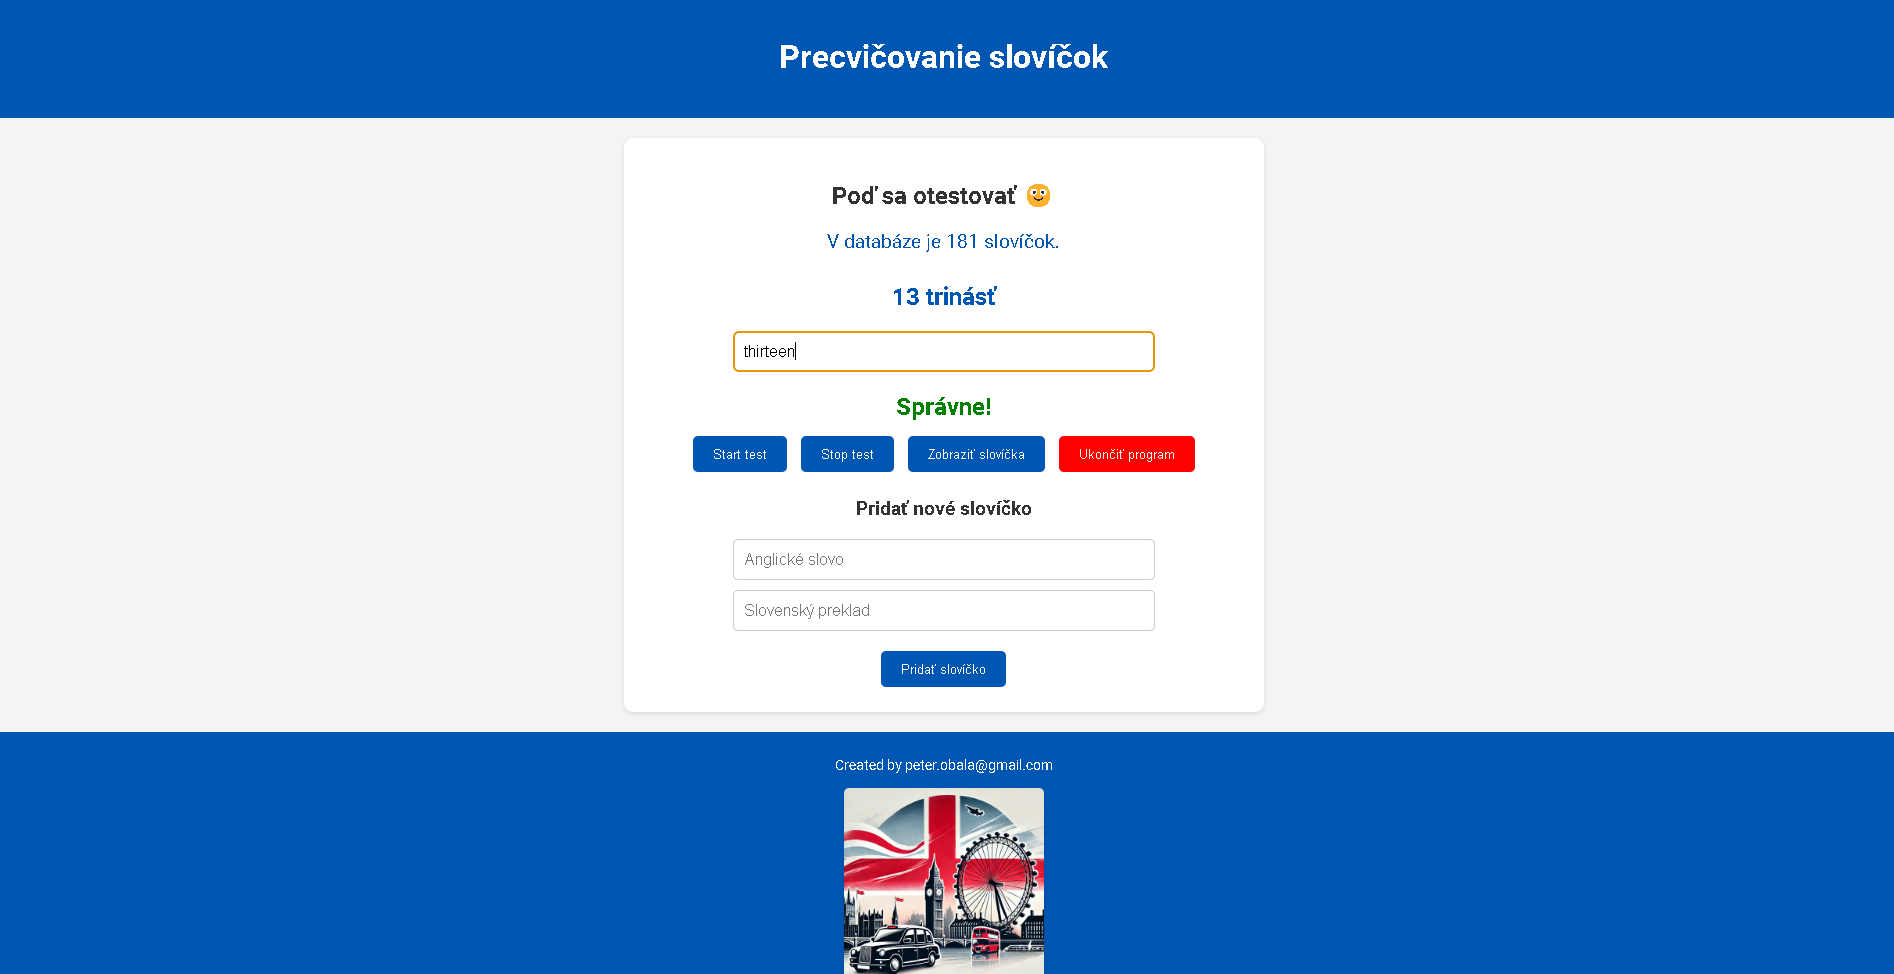 Precvičovanie slovíčok
Poď sa otestovať
V databáze je 181 slovíčok.
13 trinásť
thirteen
Správne!
Start test Stop test Zobraziť slovíčka Ukončiť program
Pridať nové slovíčko
Anglické slovo
Slovenský preklad
Pridať slovíčko
Created by peter.obala@gmail.com